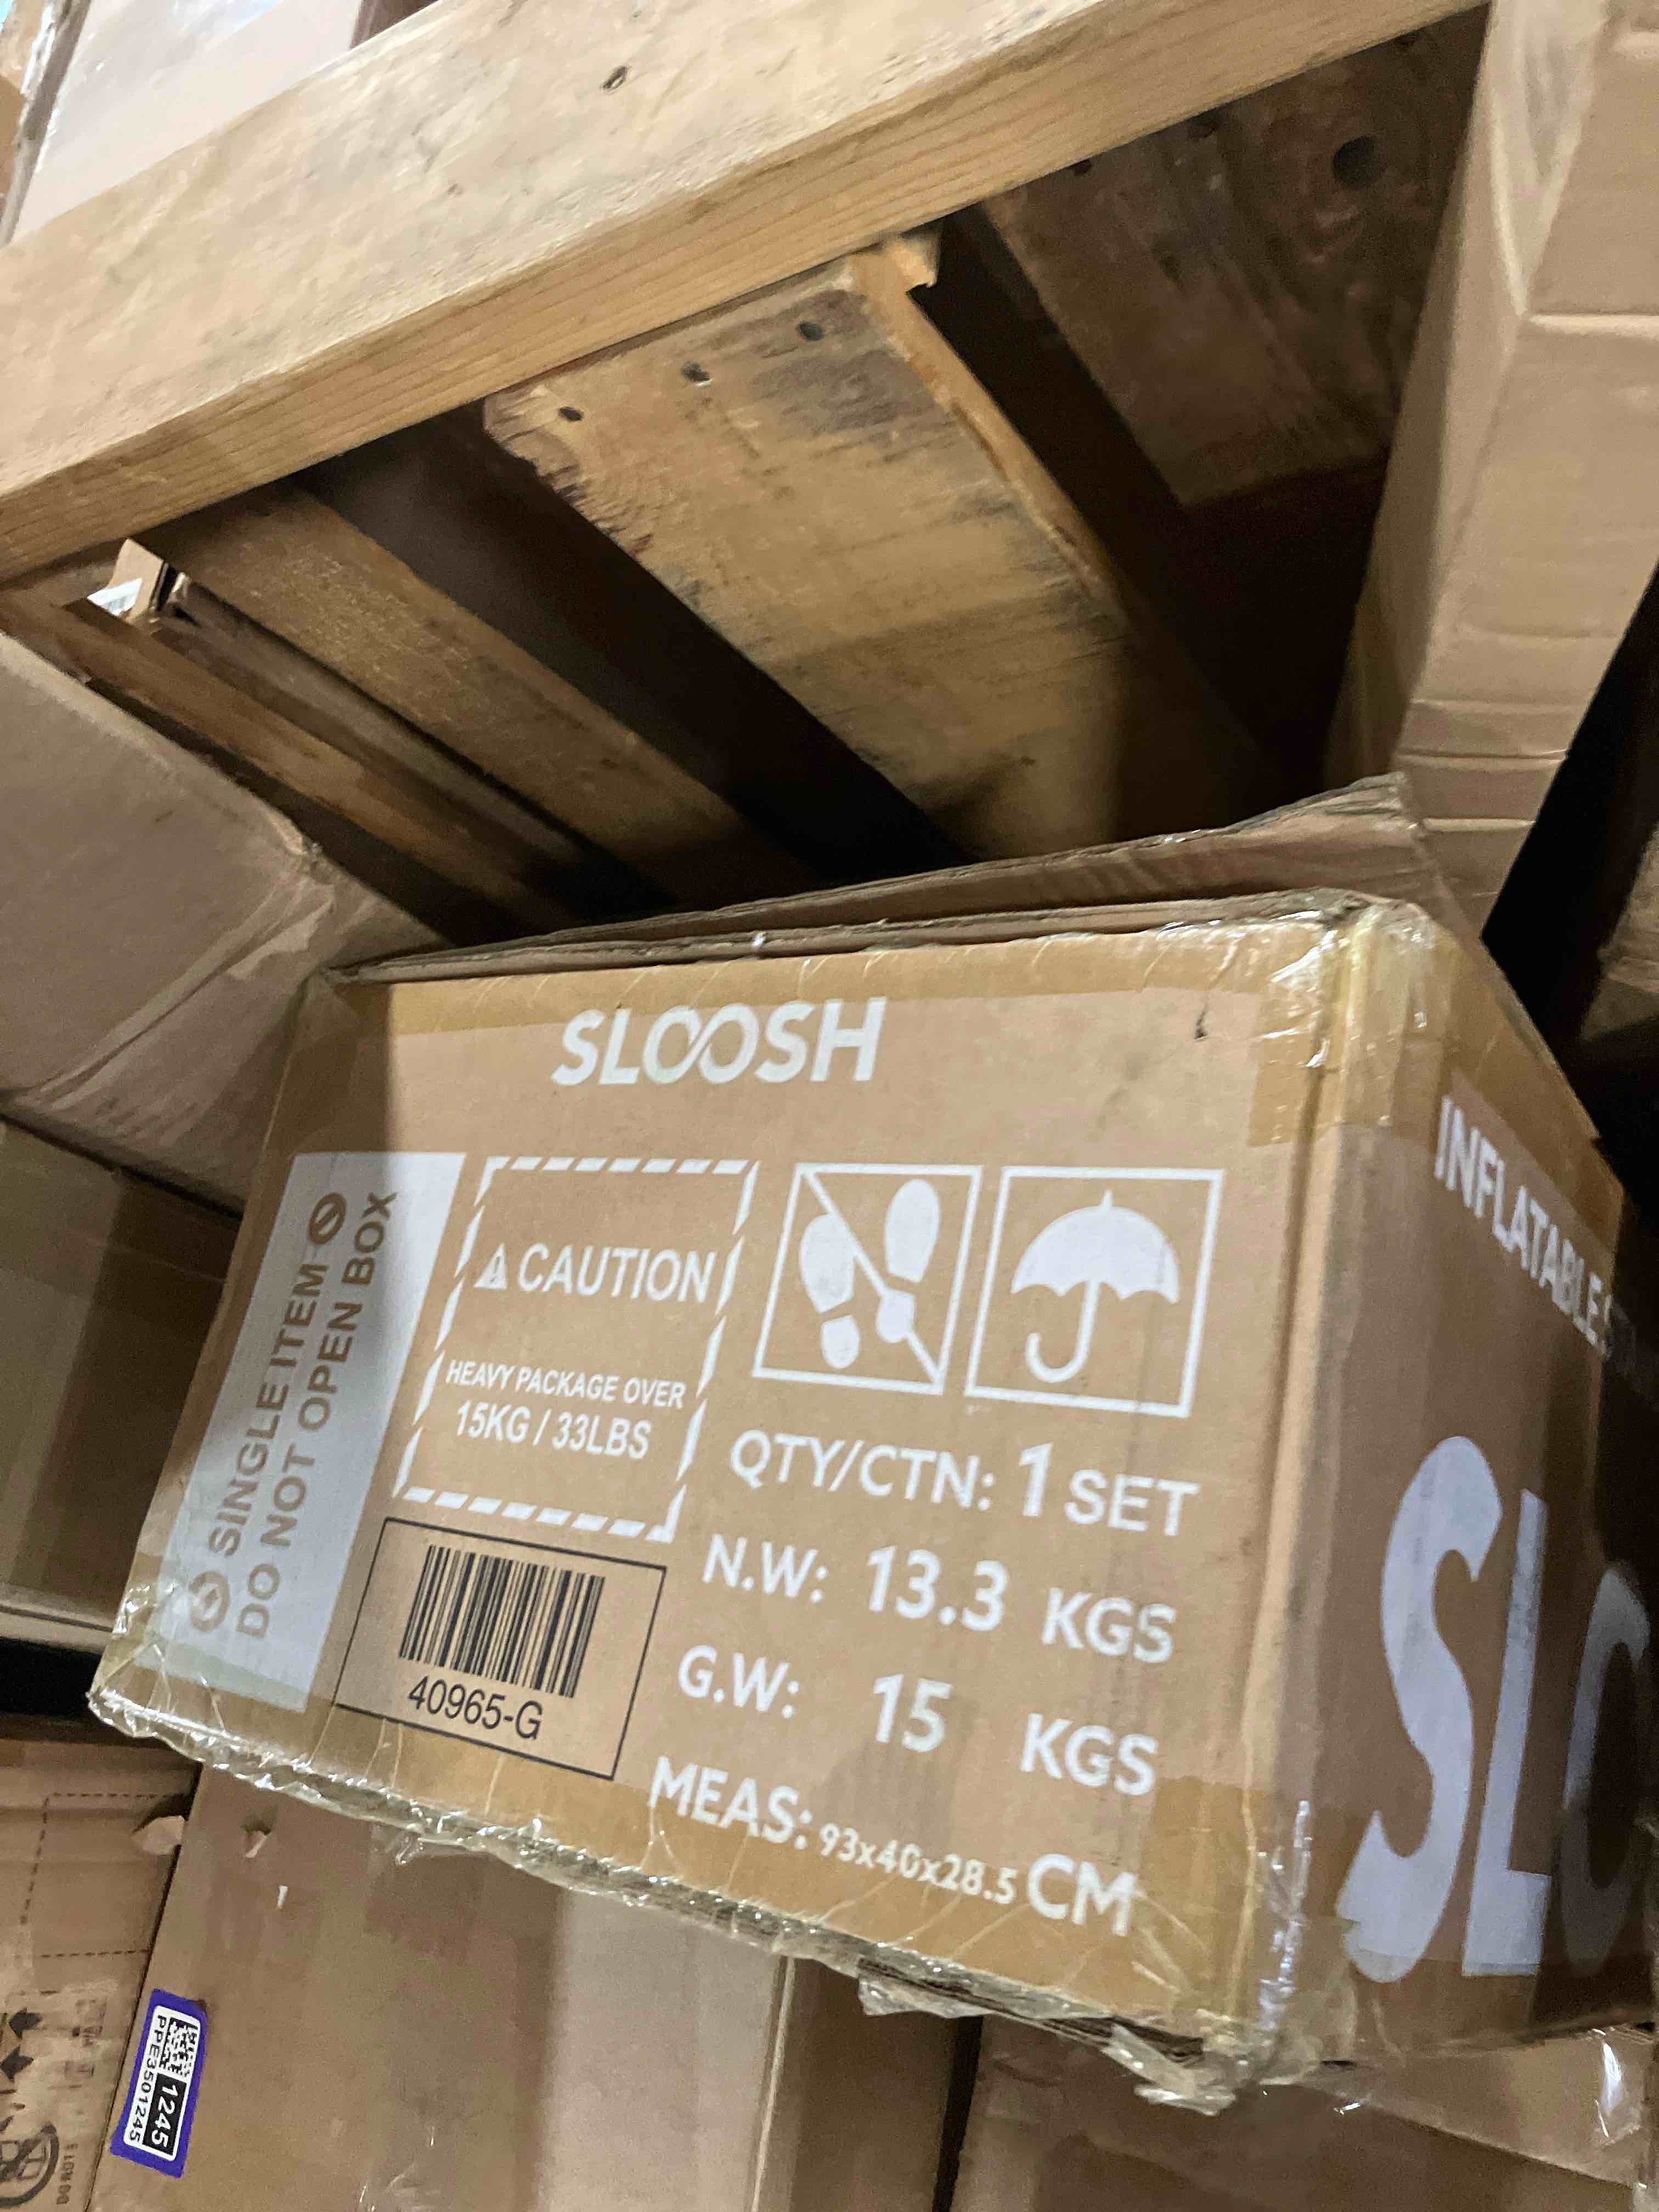 SLOOSH
SINGLE ITEM
DO NOT OPEN BOX
CAUTION
HEAVY PACKAGE OVER
15KG / 33LBS
QTY/CTN: 1 SET
N.W: 13.3 KGS
G.W: 15 KGS
MEAS: 93x40x28.5 CM
40965-G
INFLATABLE
SLO
1245
PPE3501245